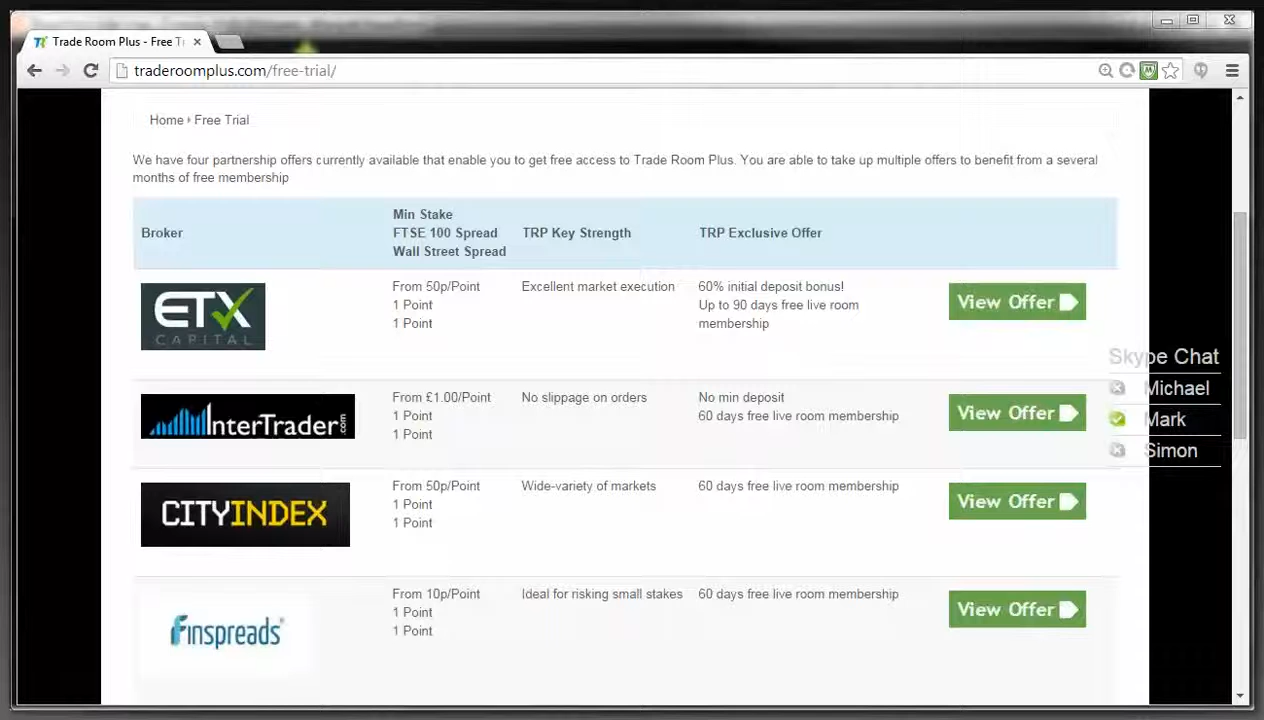 Trade Room Plus - Free Tr
traderoomplus.com/free-trial/
Home › Free Trial
We have four partnership offers currently available that enable you to get free access to Trade Room Plus. You are able to take up multiple offers to benefit from a several
months of free membership
Broker
Min Stake
FTSE 100 Spread
Wall Street Spread
TRP Key Strength
TRP Exclusive Offer
ETX
CAPITAL
From 50p/Point
1 Point
1 Point
Excellent market execution
60% initial deposit bonus!
Up to 90 days free live room
membership
View Offer
InterTrader.com
From £1.00/Point
1 Point
1 Point
No slippage on orders
No min deposit
60 days free live room membership
View Offer
CITYINDEX
From 50p/Point
1 Point
1 Point
Wide-variety of markets
60 days free live room membership
View Offer
finspreads®
From 10p/Point
1 Point
1 Point
Ideal for risking small stakes
60 days free live room membership
View Offer
Skype Chat
Michael
Mark
Simon